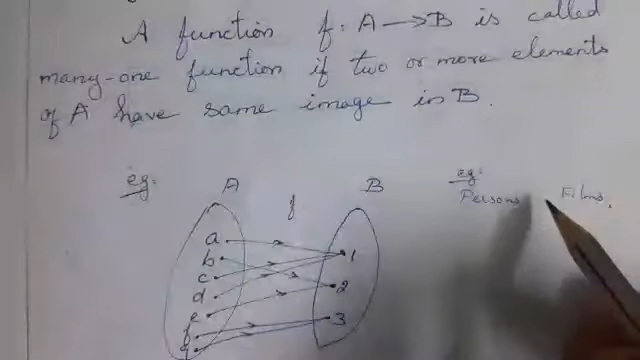 A function f: A → B is called
many-one function if two or more elements
of A have same image in B.
eg: A f B
eg:
Persons Films,
a
b
c
d
e
f
g
1
2
3